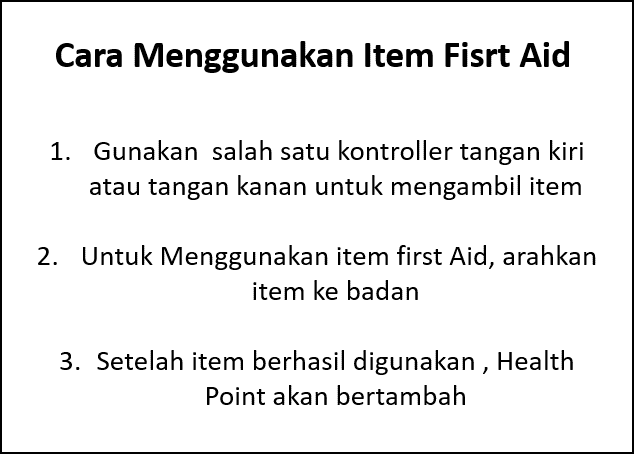 Cara Menggunakan Item Fisrt Aid
1. Gunakan  salah satu kontroller tangan kiri
atau tangan kanan untuk mengambil item
2. Untuk Menggunakan item first Aid, arahkan
item ke badan
3. Setelah item berhasil digunakan , Health
Point akan bertambah